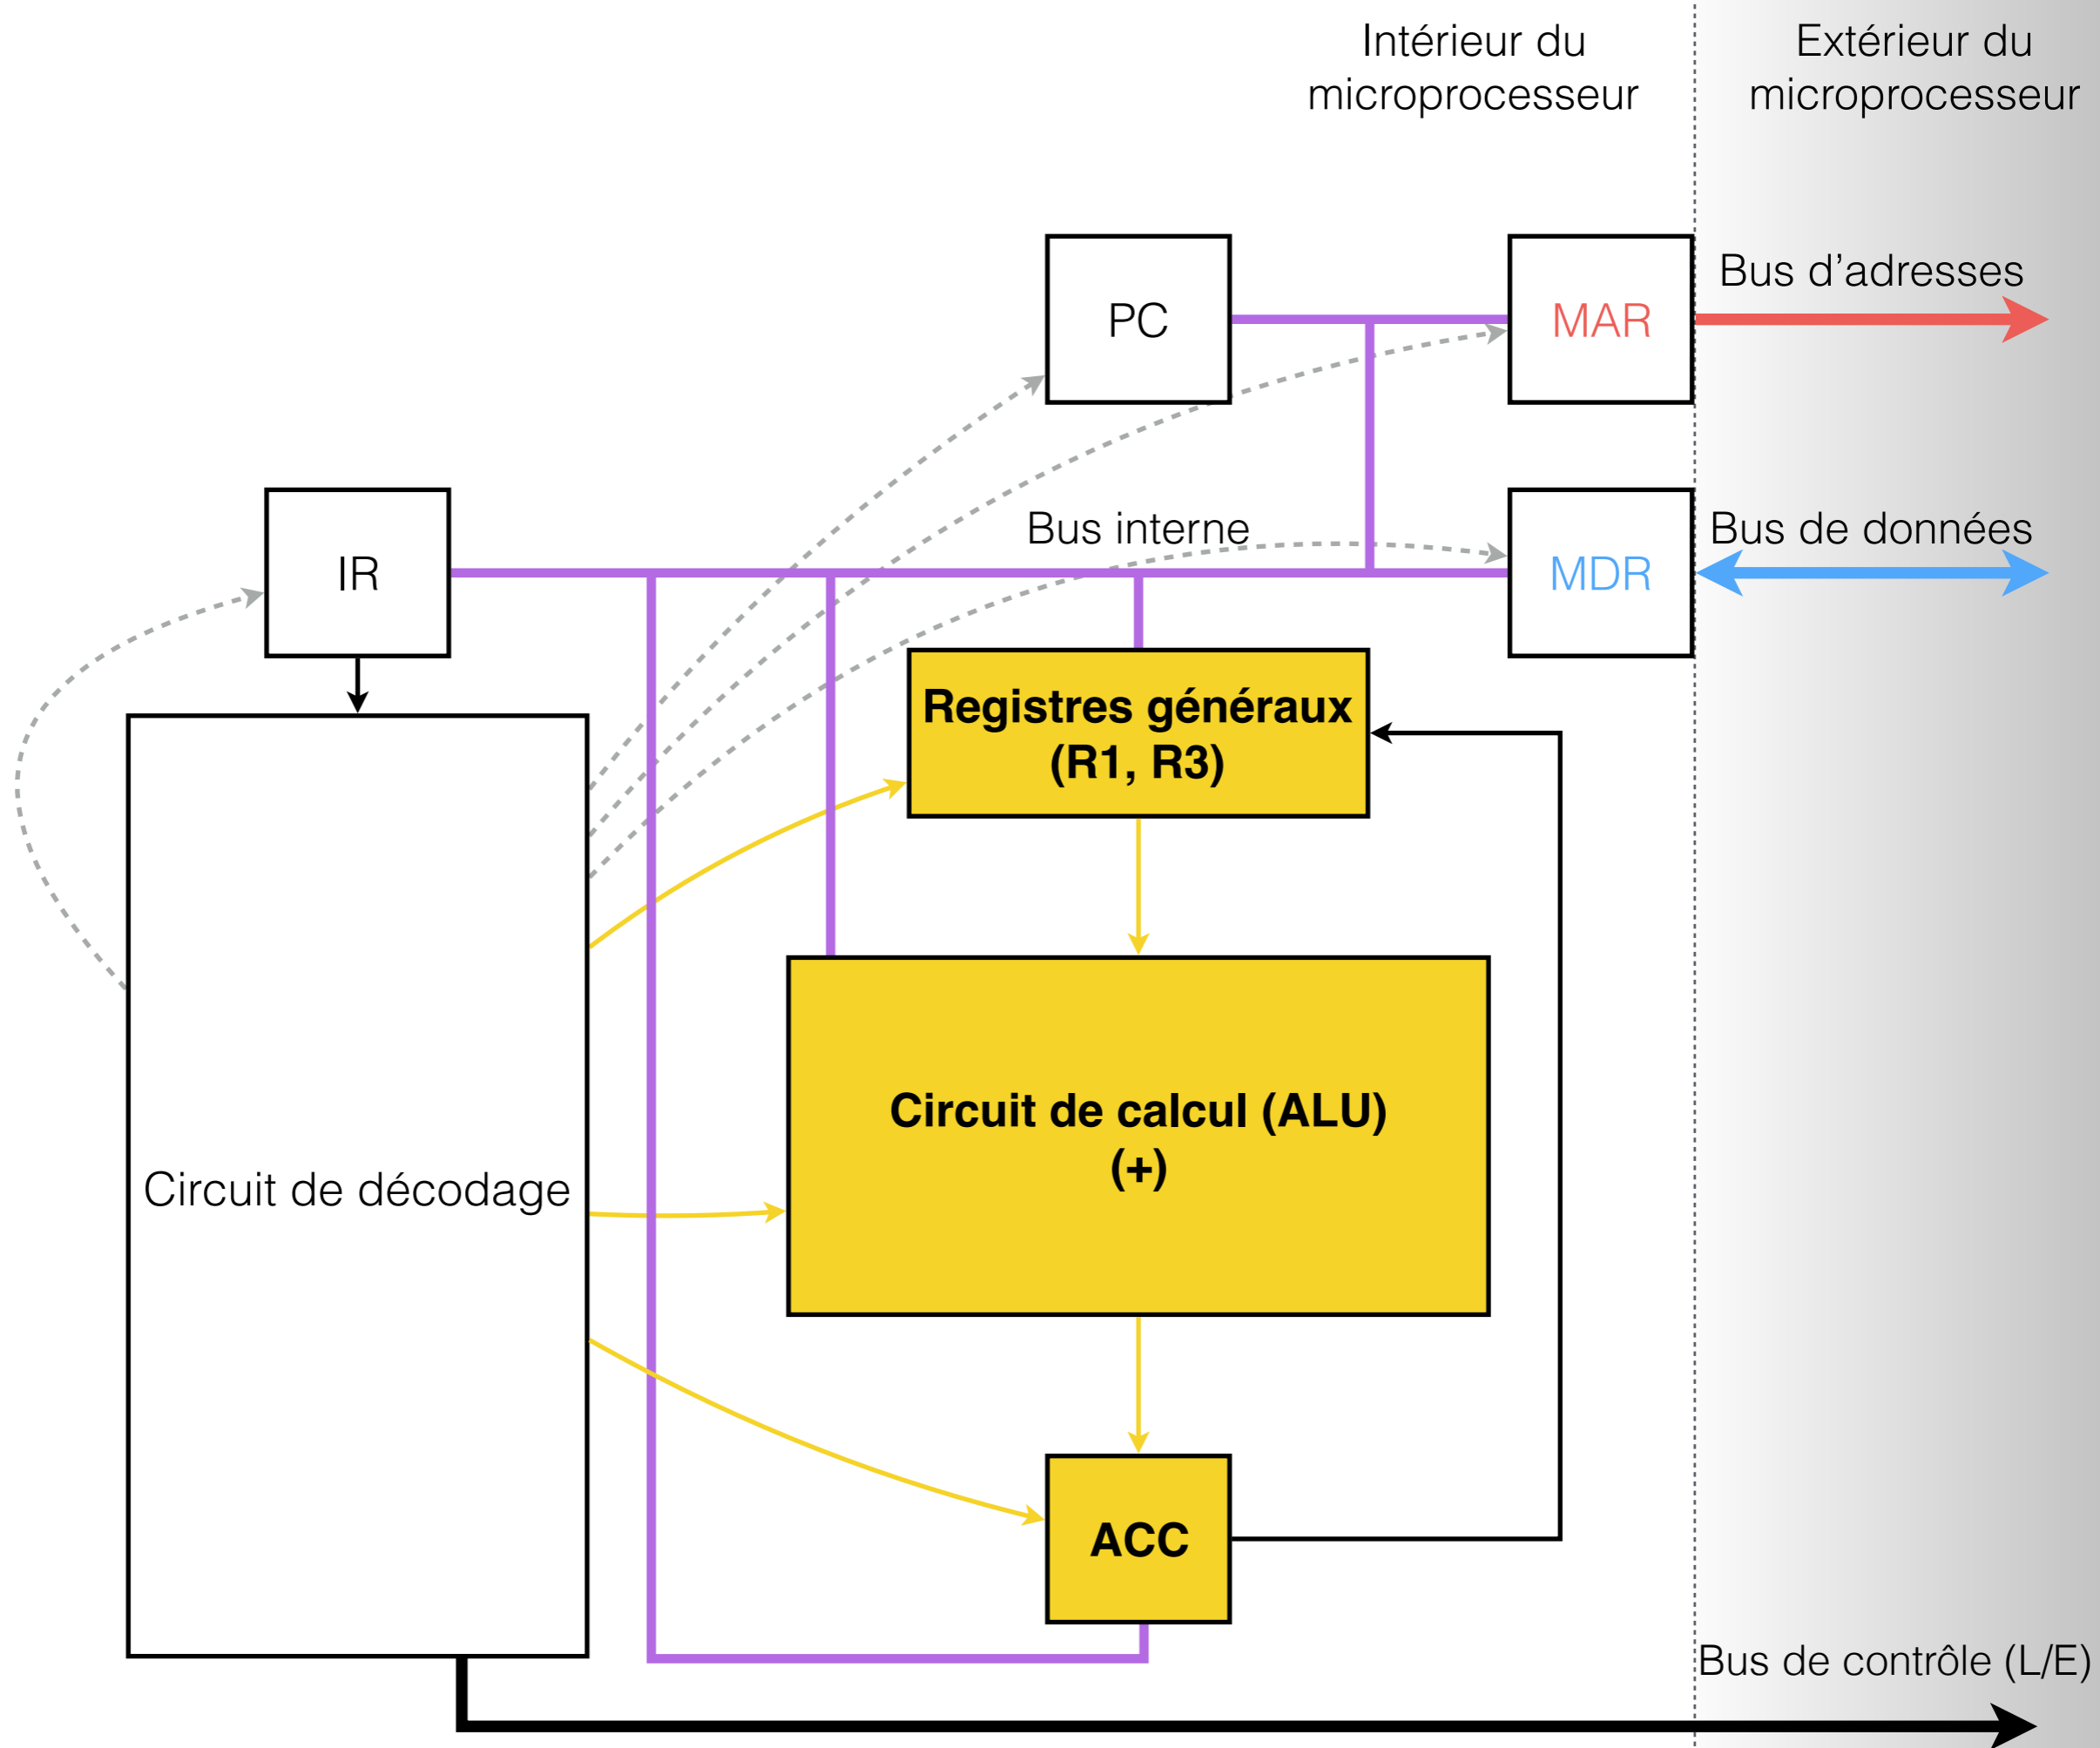 Intérieur du
microprocesseur
Extérieur du
microprocesseur
PC
MAR
Bus d’adresses
IR
Bus interne
MDR
Bus de données
Registres généraux
(R1, R3)
Circuit de calcul (ALU)
(+)
Circuit de décodage
ACC
Bus de contrôle (L/E)